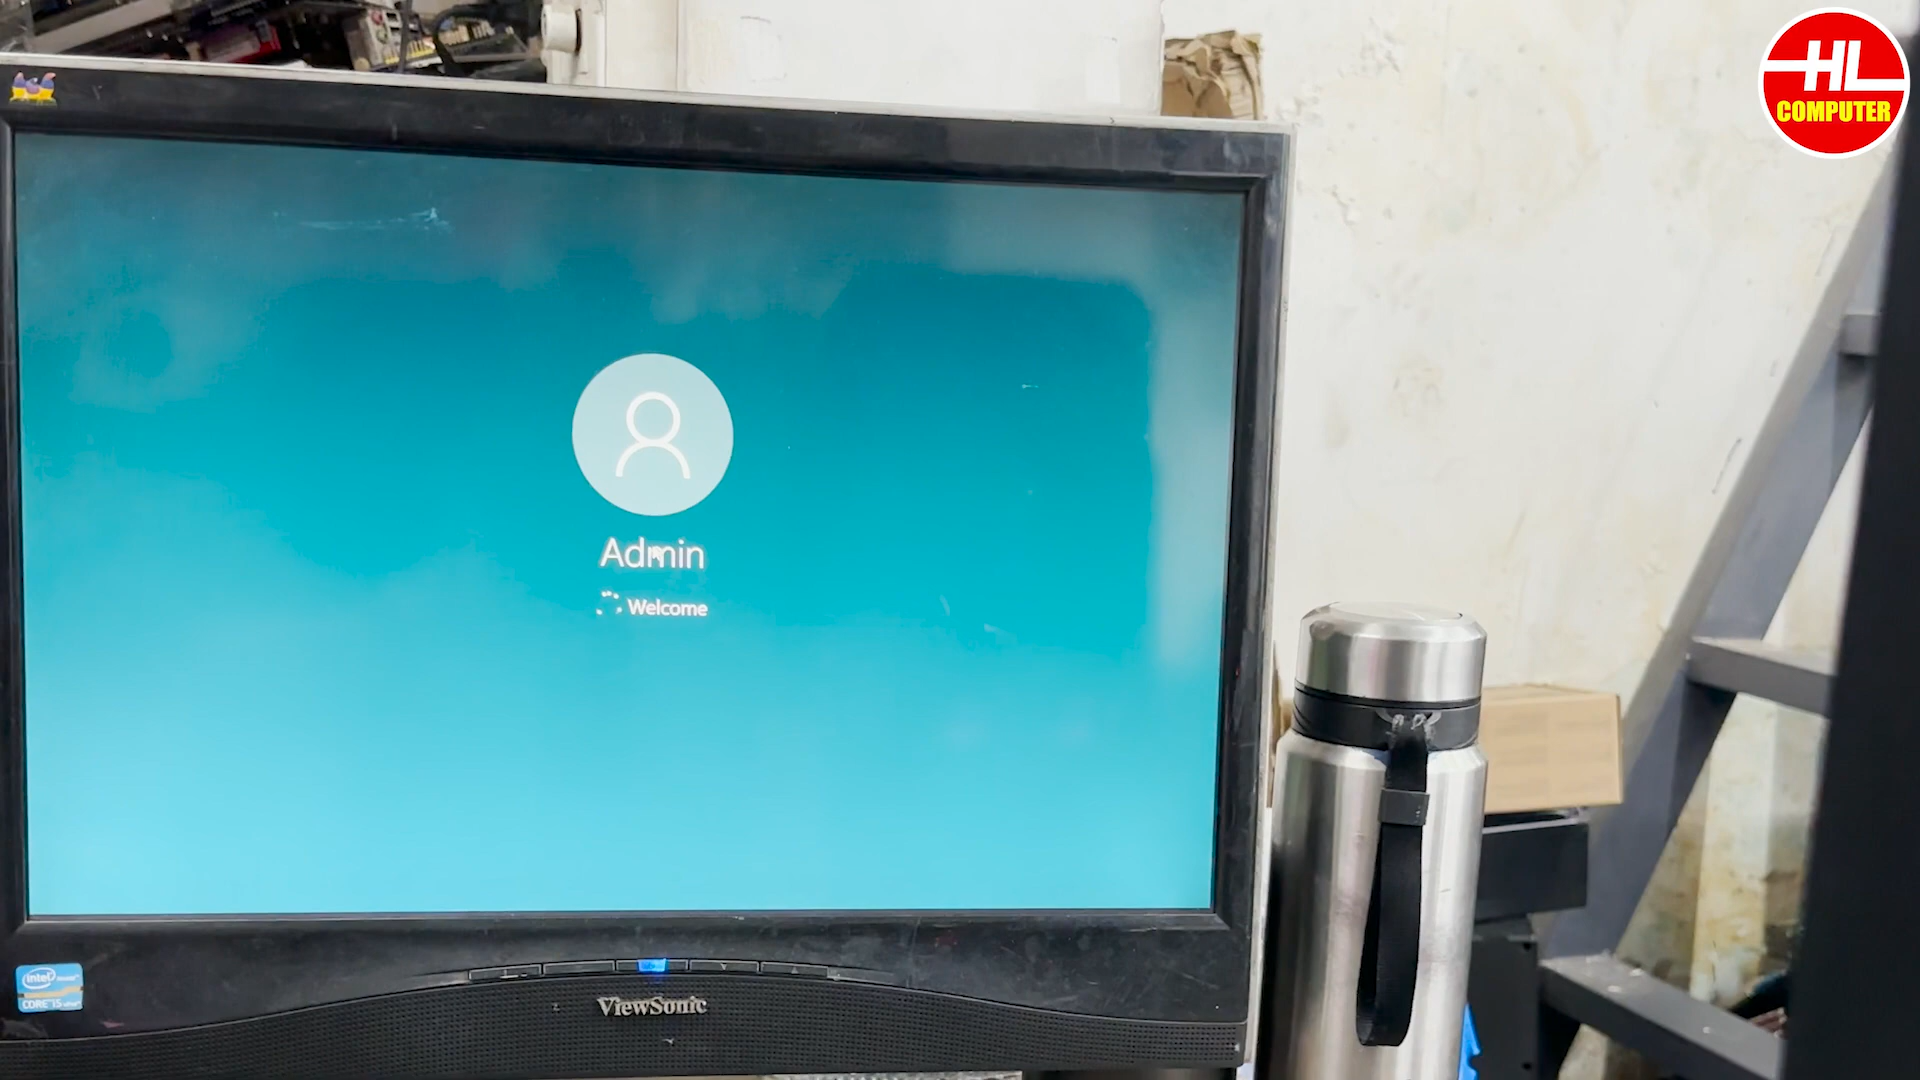 HL
COMPUTER
Admin
Welcome
intel
CORE i5
ViewSonic